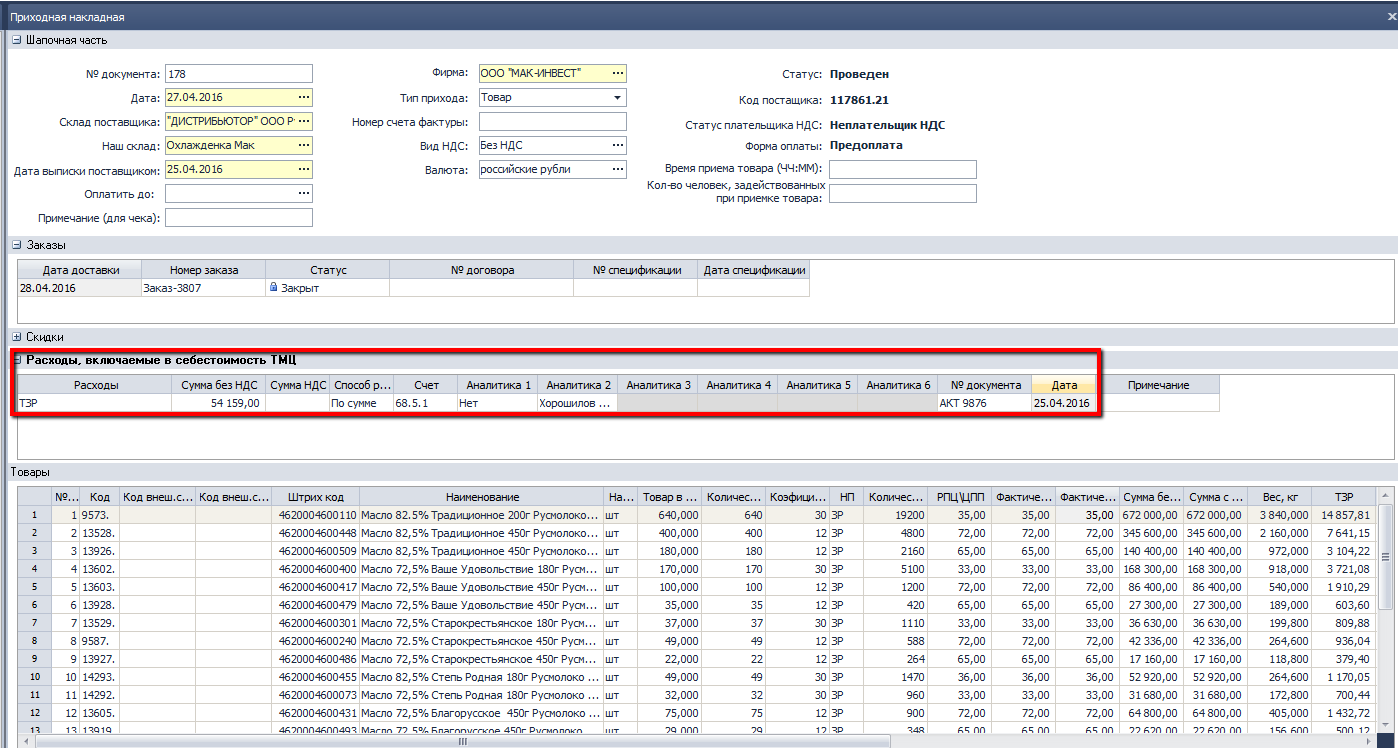 Приходная накладная
Шапочная часть
№ документа: 178 Фирма: ООО "МАК-ИНВЕСТ" ... Статус: Проведен
Дата: 27.04.2016 ... Тип прихода: Товар Код постащика: 117861.21
Склад поставщика: "ДИСТРИБЬЮТОР" ООО Р ... Номер счета фактуры: Статус плательщика НДС: Неплательщик НДС
Наш склад: Охлажденка Мак ... Вид НДС: Без НДС ... Форма оплаты: Предоплата
Дата выписки поставщиком: 25.04.2016 ... Валюта: российские рубли ... Время приема товара (ЧЧ:ММ):
Оплатить до: ... Кол-во человек, задействованных
при приемке товара:
Примечание (для чека):
Заказы
Дата доставки Номер заказа Статус № договора № спецификации Дата спецификации
28.04.2016 Заказ-3807 Закрыт
Скидки
Расходы, включаемые в себестоимость ТМЦ
Расходы Сумма без НДС Сумма НДС Способ р... Счет Аналитика 1 Аналитика 2 Аналитика 3 Аналитика 4 Аналитика 5 Аналитика 6 № документа Дата Примечание
ТЗР 54 159,00 По сумме 68.5.1 Нет Хорошилов ... АКТ 9876 25.04.2016
Товары
№... Код Код внеш.с... Код внеш.с... Штрих код Наименование На... Товар в ... Количес... Коэфици... НП Количес... РПЦ\ЦПП Фактиче... Фактиче... Сумма бе... Сумма с ... Вес, кг ТЗР
1 1 9573. 4620004600110 Масло 82.5% Традиционное 200г Русмолоко... шт 640,000 640 30 ЗР 19200 35,00 35,00 35,00 672 000,00 672 000,00 3 840,000 14 857,81
2 2 13528. 4620004600448 Масло 82,5% Традиционное 450г Русмолоко... шт 400,000 400 12 ЗР 4800 72,00 72,00 72,00 345 600,00 345 600,00 2 160,000 7 641,15
3 3 13926. 4620004600509 Масло 82,5% Традиционное 450г Русмолоко... шт 180,000 180 12 ЗР 2160 65,00 65,00 65,00 140 400,00 140 400,00 972,000 3 104,22
4 4 13602. 4620004600400 Масло 72,5% Ваше Удовольствие 180г Русм... шт 170,000 170 30 ЗР 5100 33,00 33,00 33,00 168 300,00 168 300,00 918,000 3 721,08
5 5 13603. 4620004600417 Масло 72,5% Ваше Удовольствие 450г Русм... шт 100,000 100 12 ЗР 1200 72,00 72,00 72,00 86 400,00 86 400,00 540,000 1 910,29
6 6 13928. 4620004600479 Масло 72,5% Ваше Удовольствие 450г Русм... шт 35,000 35 12 ЗР 420 65,00 65,00 65,00 27 300,00 27 300,00 189,000 603,60
7 7 13529. 4620004600301 Масло 72,5% Старокрестьянское 180г Русм... шт 37,000 37 30 ЗР 1110 33,00 33,00 33,00 36 630,00 36 630,00 199,800 809,88
8 8 9587. 4620004600240 Масло 72.5% Старокрестьянское 450г Русм... шт 49,000 49 12 ЗР 588 72,00 72,00 72,00 42 336,00 42 336,00 264,600 936,04
9 9 13927. 4620004600486 Масло 72,5% Старокрестьянское 450г Русм... шт 22,000 22 12 ЗР 264 65,00 65,00 65,00 17 160,00 17 160,00 118,800 379,40
10 10 14293. 4620004600455 Масло 82,5% Степь Родная 180г Русмолоко ... шт 49,000 49 30 ЗР 1470 36,00 36,00 36,00 52 920,00 52 920,00 264,600 1 170,05
11 11 14292. 4620004600073 Масло 72,5% Степь Родная 180г Русмолоко ... шт 32,000 32 30 ЗР 960 33,00 33,00 33,00 31 680,00 31 680,00 172,800 700,44
12 12 13605. 4620004600431 Масло 72,5% Благорусское 450г Русмолоко ... шт 75,000 75 12 ЗР 900 72,00 72,00 72,00 64 800,00 64 800,00 405,000 1 432,72
13 13 13919. 4620004600493 Масло 72,5% Благорусское 450г Русмолоко... шт 29,000 29 12 ЗР 348 65,00 65,00 65,00 22 620,00 22 620,00 156,600 500,12